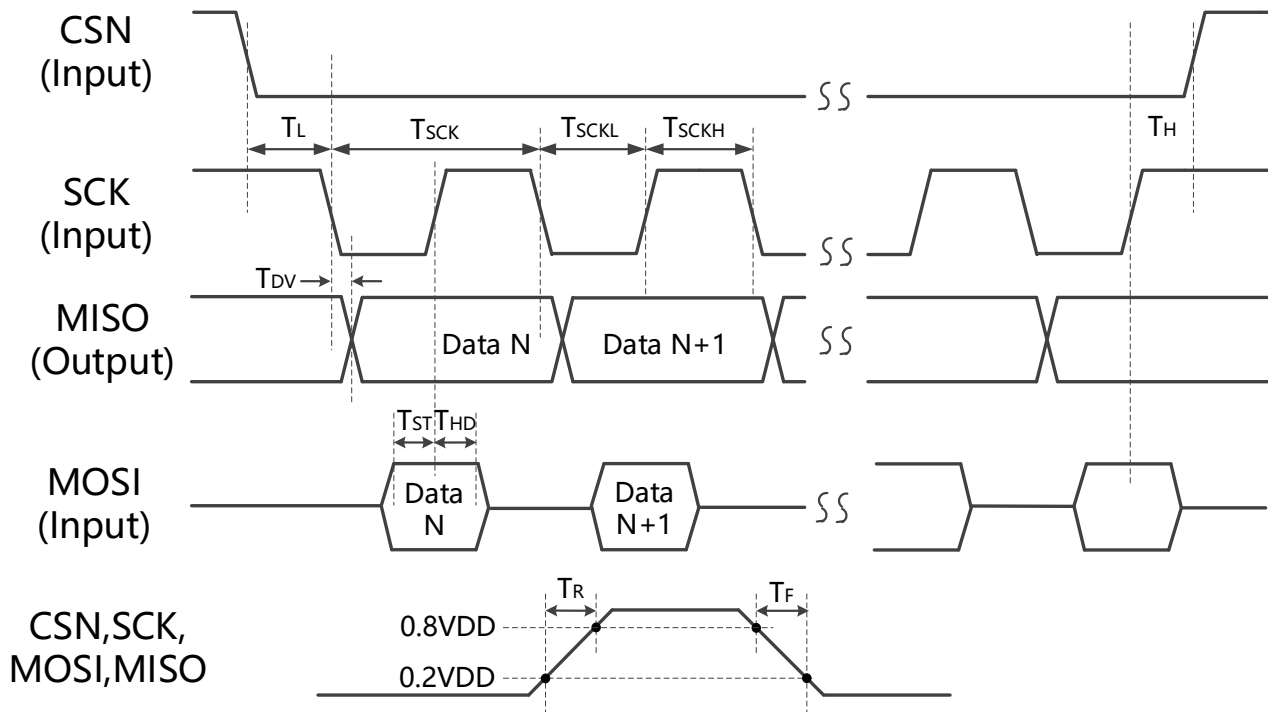 CSN
(Input)
TL
TSCK
TSCKL
TSCKH
TH
SCK
(Input)
TDV
MISO
(Output)
Data N
Data N+1
TST
THD
MOSI
(Input)
Data
N
Data
N+1
TR
TF
CSN,SCK,
MOSI,MISO
0.8VDD
0.2VDD